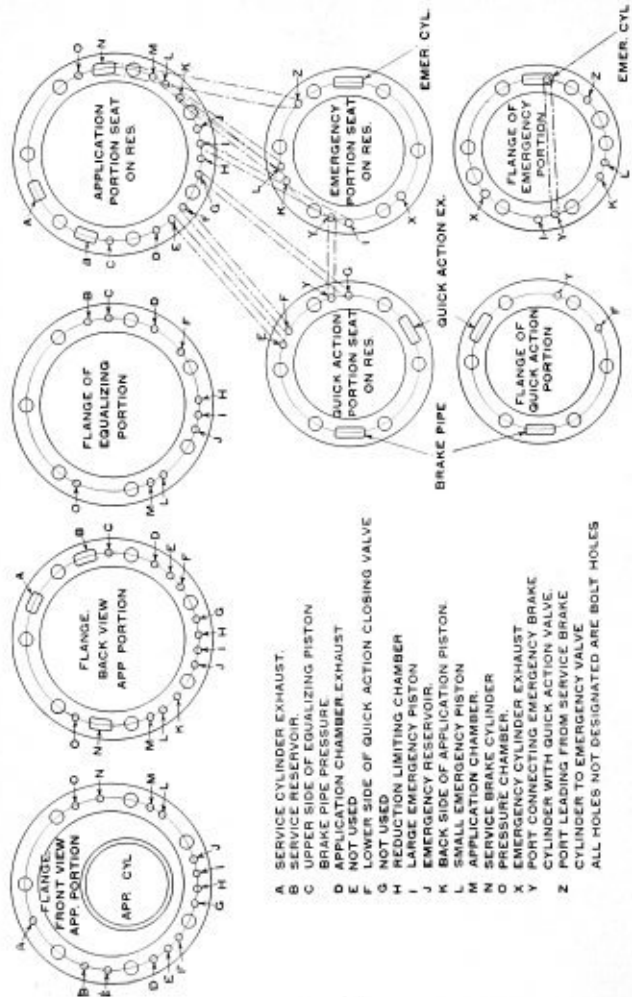 FLANGE.
FRONT VIEW
APP. PORTION
APP. CYL
A
B
B
D
E
F
G
H
I
J
L
M
N
O
FLANGE.
BACK VIEW
APP PORTION
A
B
C
D
E
F
G
H
I
J
K
L
M
N
O
FLANGE OF
EQUALIZING
PORTION
B
C
D
F
H
I
J
L
M
O
APPLICATION
PORTION SEAT
ON RES.
A
B
C
D
E
F
G
H
I
J
K
L
M
N
O
QUICK ACTION
PORTION SEAT
ON RES.
E
F
Y
G
BRAKE PIPE
QUICK ACTION EX.
EMERGENCY
PORTION SEAT
ON RES.
L
K
Y
I
X
Z
EMER. CYL.
FLANGE OF
QUICK ACTION
PORTION
Y
F
FLANGE OF
EMERGENCY
PORTION
X
I
Y
K
L
Z
EMER. CYL
A SERVICE CYLINDER EXHAUST.
B SERVICE RESERVOIR.
C UPPER SIDE OF EQUALIZING PISTON
BRAKE PIPE PRESSURE.
D APPLICATION CHAMBER EXHAUST
E NOT USED
F LOWER SIDE OF QUICK ACTION CLOSING VALVE
G NOT USED
H REDUCTION LIMITING CHAMBER
I LARGE EMERGENCY PISTON
J EMERGENCY RESERVOIR.
K BACK SIDE OF APPLICATION PISTON.
L SMALL EMERGENCY PISTON
M APPLICATION CHAMBER.
N SERVICE BRAKE CYLINDER
O PRESSURE CHAMBER.
X EMERGENCY CYLINDER EXHAUST
Y PORT CONNECTING EMERGENCY BRAKE
CYLINDER WITH QUICK ACTION VALVE.
Z PORT LEADING FROM SERVICE BRAKE
CYLINDER TO EMERGENCY VALVE
ALL HOLES NOT DESIGNATED ARE BOLT HOLES